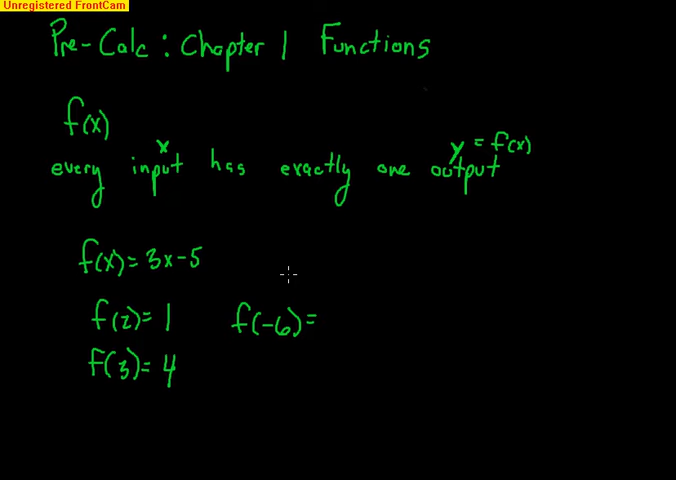 Unregistered FrontCam
Pre-Calc: Chapter 1 Functions
f(x)
x y = f(x)
every input has exactly one output
f(x) = 3x - 5
f(2) = 1 f(-6) =
f(3) = 4